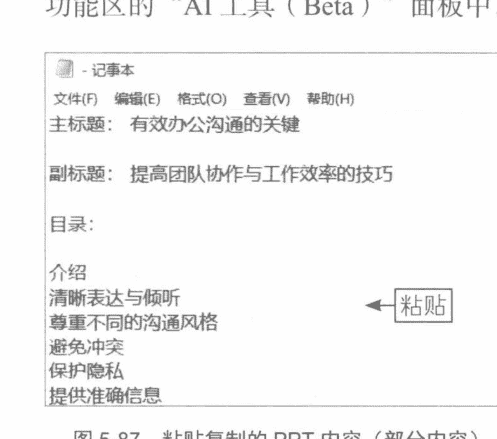 功能区的“AI 工具（Beta）”面板中
- 记事本
文件(F) 编辑(E) 格式(O) 查看(V) 帮助(H)
主标题： 有效办公沟通的关键
副标题： 提高团队协作与工作效率的技巧
目录：
介绍
清晰表达与倾听
尊重不同的沟通风格
粘贴
避免冲突
保护隐私
提供准确信息
图 5-87 粘贴复制的 PPT 内容（部分内容）